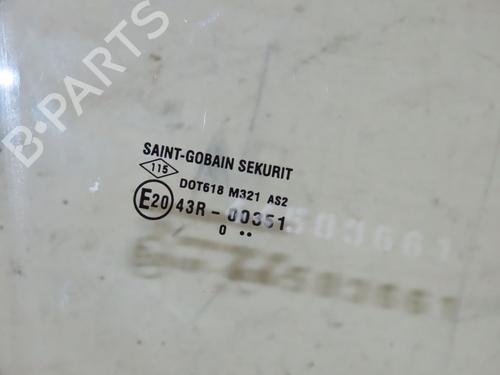 B-PARTS
SAINT-GOBAIN SEKURIT
115
DOT618 M321 AS2
E20 43R-00351
0 ••